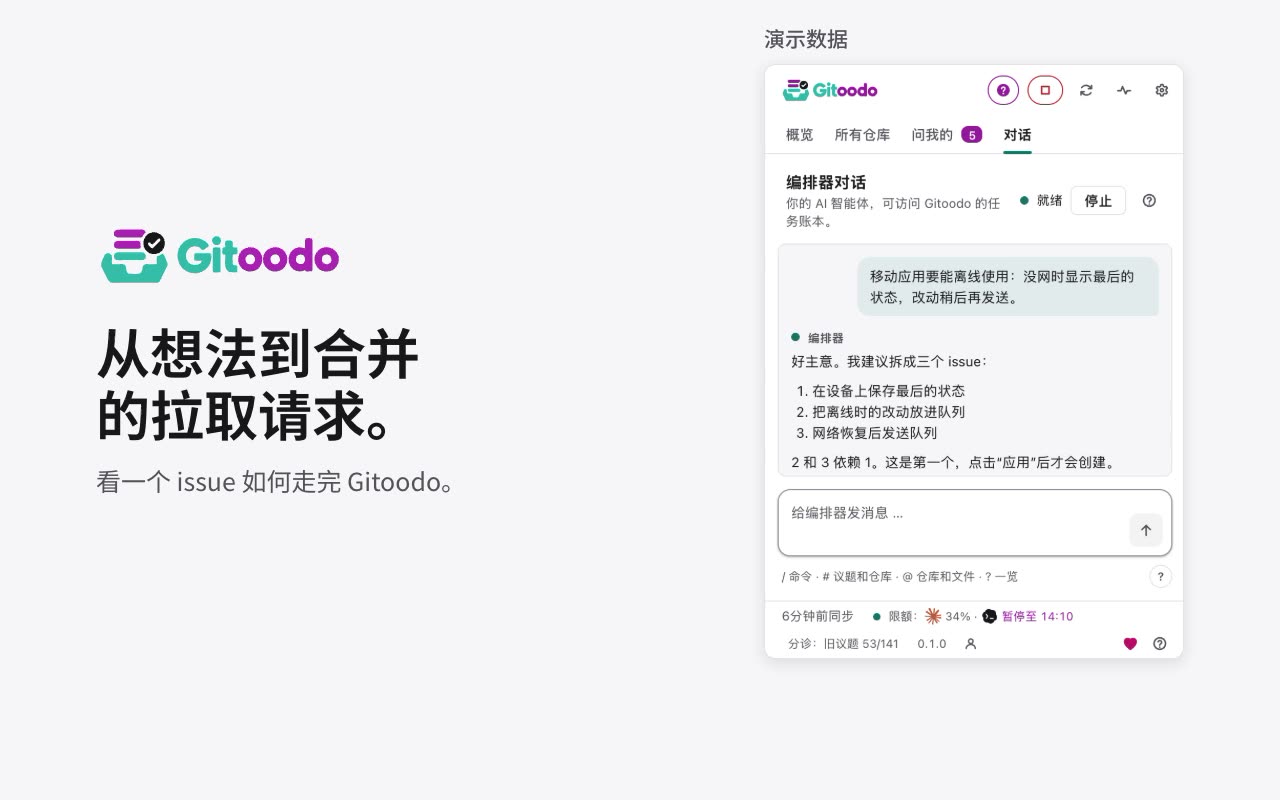 Gitoodo
从想法到合并
的拉取请求。
看一个 issue 如何走完 Gitoodo。
演示数据
Gitoodo
概览 所有仓库 问我的 5 对话
编排器对话
你的 AI 智能体，可访问 Gitoodo 的任
务账本。
就绪 停止
移动应用要能离线使用：没网时显示最后的
状态，改动稍后再发送。
编排器
好主意。我建议拆成三个 issue：
1. 在设备上保存最后的状态
2. 把离线时的改动放进队列
3. 网络恢复后发送队列
2 和 3 依赖 1。这是第一个，点击“应用”后才会创建。
给编排器发消息 …
/ 命令 · # 议题和仓库 · @ 仓库和文件 · ? 一览 ?
6分钟前同步 限额： 34% · 暂停至 14:10
分诊：旧议题 53/141 0.1.0